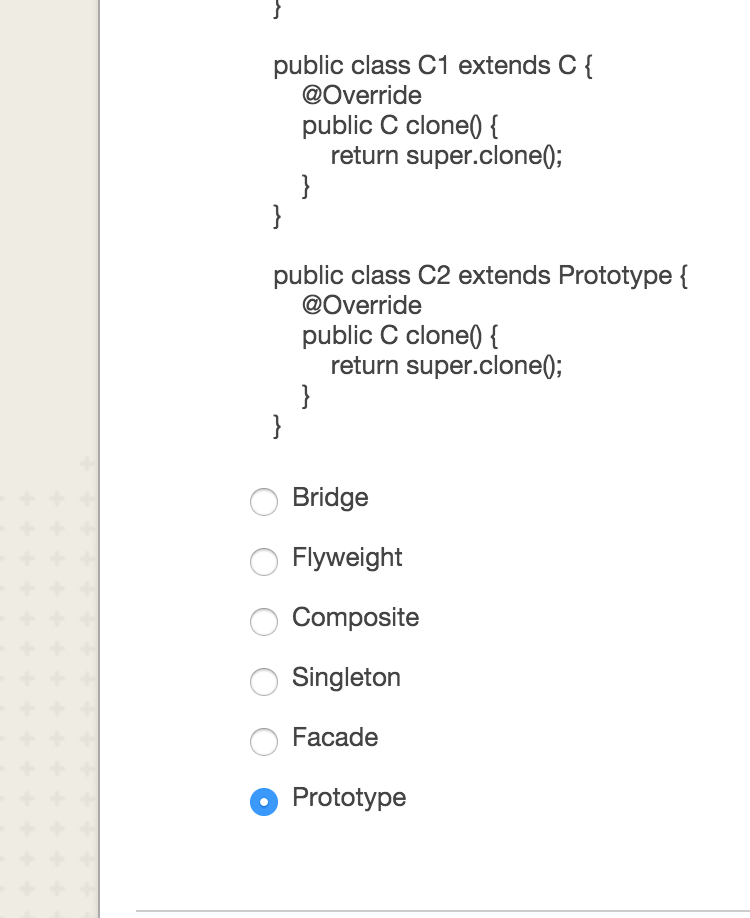 }
public class C1 extends C {
@Override
public C clone() {
return super.clone();
}
}
public class C2 extends Prototype {
@Override
public C clone() {
return super.clone();
}
}
Bridge
Flyweight
Composite
Singleton
Facade
Prototype